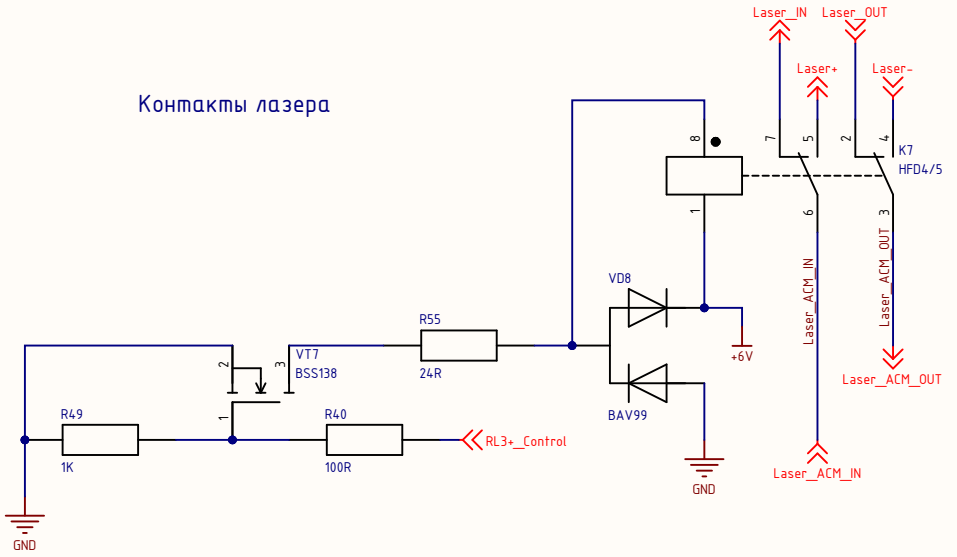 Laser_IN Laser_OUT
Laser+ Laser-
Контакты лазера
8
7
5
2
4
K7
HFD4/5
1
6
3
Laser_ACM_IN
Laser_ACM_OUT
VD8
R55
VT7
2
3
BSS138
24R
+6V
Laser_ACM_OUT
R49
1
R40
BAV99
RL3+_Control
1K
100R
Laser_ACM_IN
GND
GND